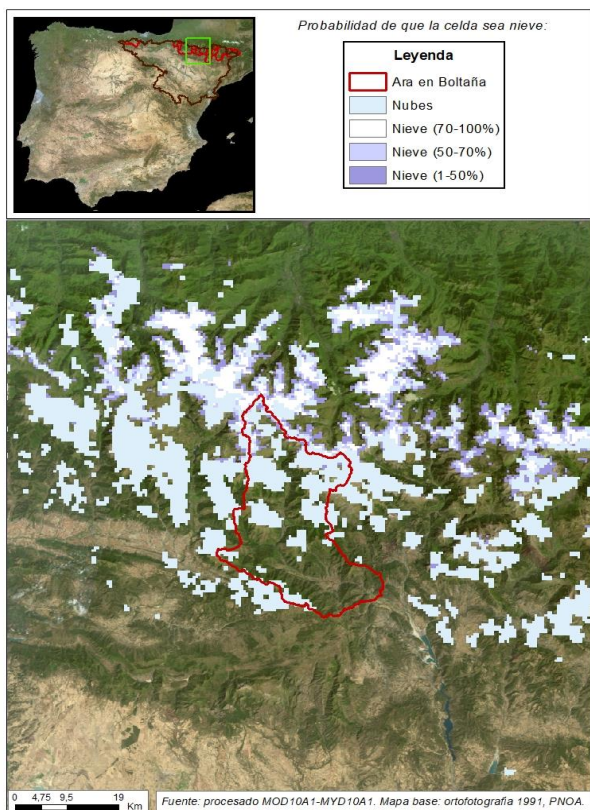 Probabilidad de que la celda sea nieve:
Leyenda
Ara en Boltaña
Nubes
Nieve (70-100%)
Nieve (50-70%)
Nieve (1-50%)
0 4,75 9,5 19
Km
Fuente: procesado MOD10A1-MYD10A1. Mapa base: ortofotografía 1991, PNOA.